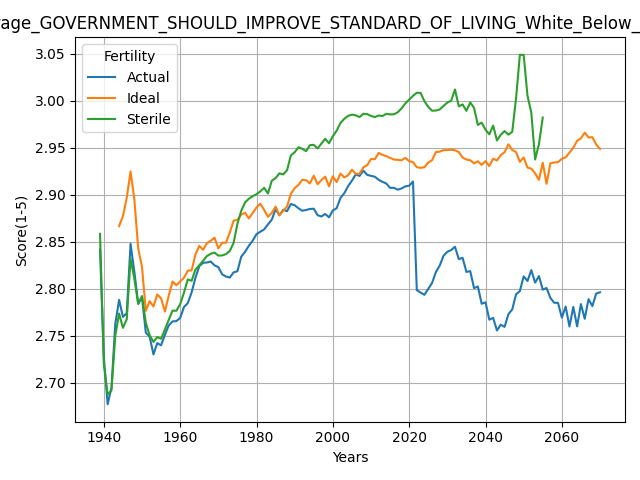 rage_GOVERNMENT_SHOULD_IMPROVE_STANDARD_OF_LIVING_White_Below_
Fertility
Actual
Ideal
Sterile
Score(1-5)
3.05
3.00
2.95
2.90
2.85
2.80
2.75
2.70
1940 1960 1980 2000 2020 2040 2060
Years